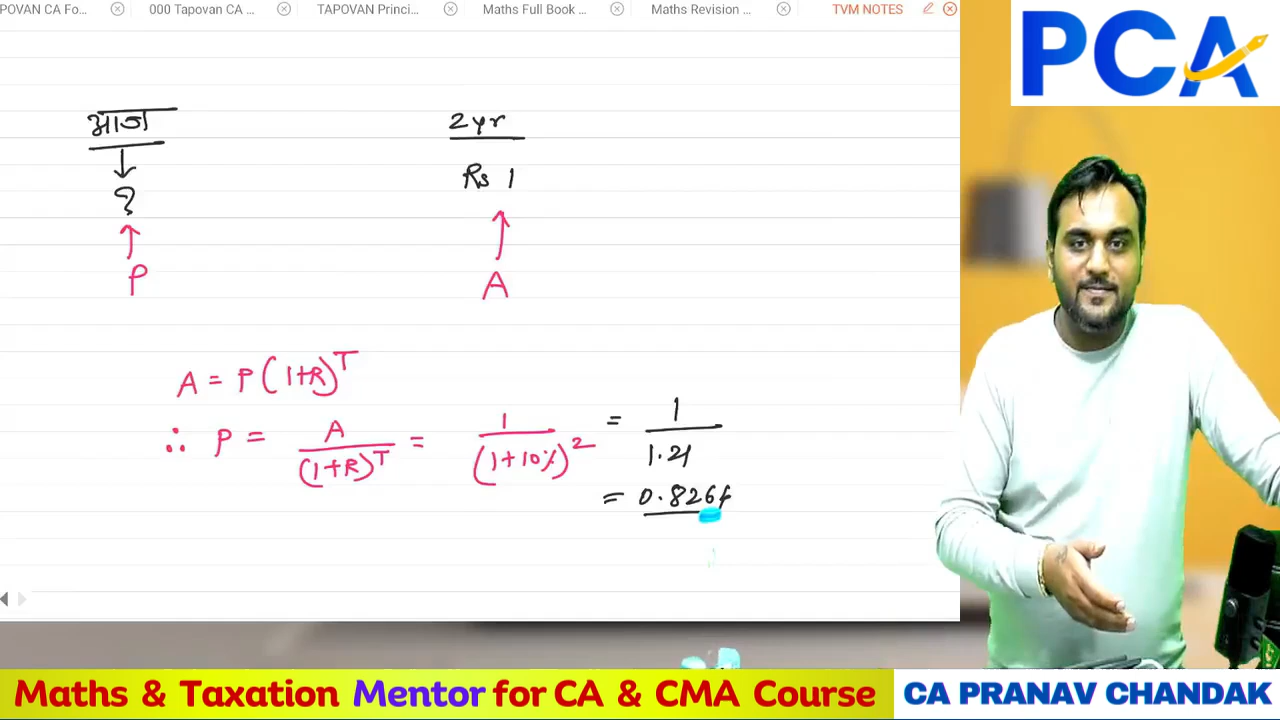 POVAN CA Fo... 000 Tapovan CA ... TAPOVAN Princi... Maths Full Book ... Maths Revision ... TVM NOTES
PCA
आज 2yr
? Rs 1
P A
A = P(1+R)^T
∴ P = A/(1+R)^T = 1/(1+10%)^2 = 1/1.21
= 0.826
Maths & Taxation Mentor for CA & CMA Course
CA PRANAV CHANDAK